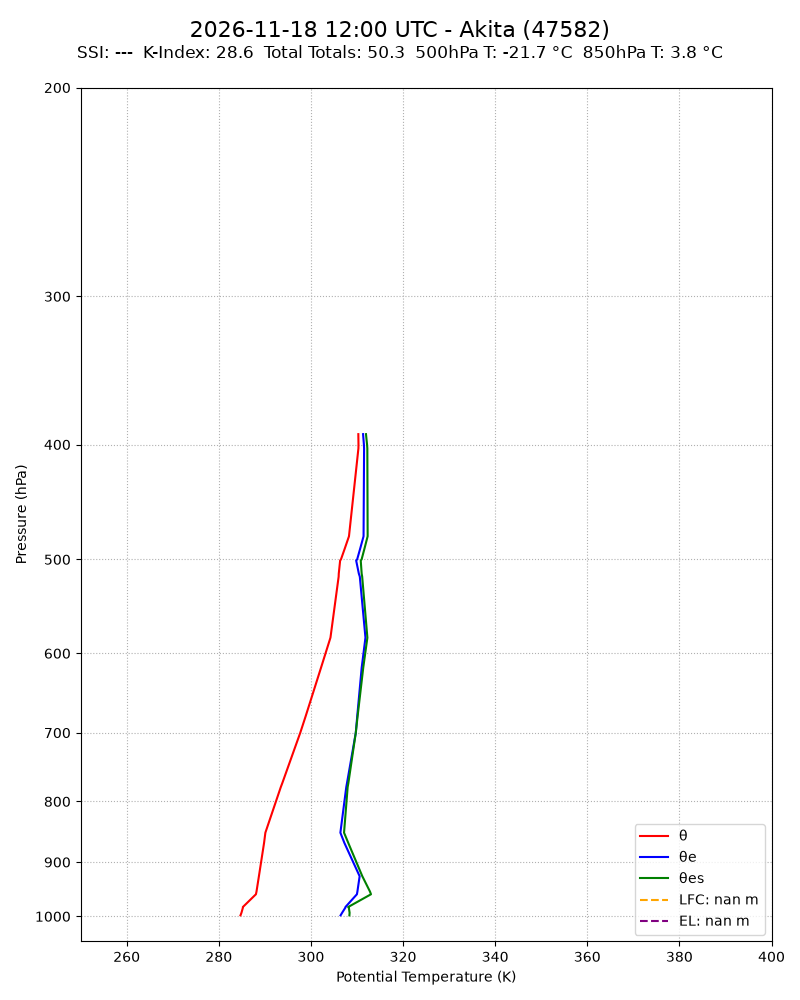 2026-11-18 12:00 UTC - Akita (47582)
SSI: ---  K-Index: 28.6  Total Totals: 50.3  500hPa T: -21.7 °C  850hPa T: 3.8 °C
200
300
400
500
600
700
800
900
1000
Pressure (hPa)
260
280
300
320
340
360
380
400
Potential Temperature (K)
θ
θe
θes
LFC: nan m
EL: nan m